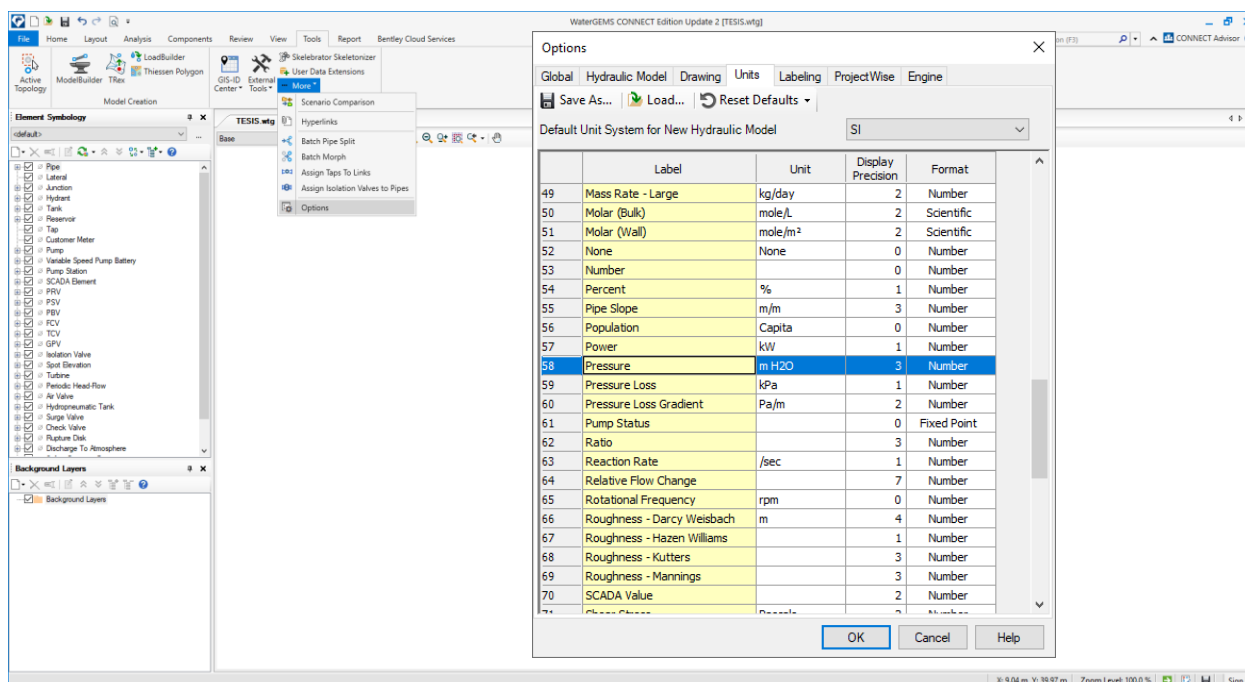 WaterGEMS CONNECT Edition Update 2 [TESIS.wtg]
File Home Layout Analysis Components Review View Tools Report Bentley Cloud Services
(F3) CONNECT Advisor
Active Topology
ModelBuilder
TRex
LoadBuilder
Thiessen Polygon
Model Creation
GIS-ID Center
External Tools
Skelebrator Skeletonizer
User Data Extensions
More
Scenario Comparison
Hyperlinks
Batch Pipe Split
Batch Morph
Assign Taps To Links
Assign Isolation Valves to Pipes
Options
Element Symbology
<default>
Pipe
Lateral
Junction
Hydrant
Tank
Reservoir
Tap
Customer Meter
Pump
Variable Speed Pump Battery
Pump Station
SCADA Element
PRV
PSV
PBV
FCV
TCV
GPV
Isolation Valve
Spot Elevation
Turbine
Periodic Head-Flow
Air Valve
Hydropneumatic Tank
Surge Valve
Check Valve
Rupture Disk
Discharge To Atmosphere
Background Layers
Background Layers
TESIS.wtg
Base
Options
Global Hydraulic Model Drawing Units Labeling ProjectWise Engine
Save As... Load... Reset Defaults
Default Unit System for New Hydraulic Model SI
Label Unit Display Precision Format
49 Mass Rate - Large kg/day 2 Number
50 Molar (Bulk) mole/L 2 Scientific
51 Molar (Wall) mole/m² 2 Scientific
52 None None 0 Number
53 Number 0 Number
54 Percent % 1 Number
55 Pipe Slope m/m 3 Number
56 Population Capita 0 Number
57 Power kW 1 Number
58 Pressure m H2O 3 Number
59 Pressure Loss kPa 1 Number
60 Pressure Loss Gradient Pa/m 2 Number
61 Pump Status 0 Fixed Point
62 Ratio 3 Number
63 Reaction Rate /sec 1 Number
64 Relative Flow Change 7 Number
65 Rotational Frequency rpm 0 Number
66 Roughness - Darcy Weisbach m 4 Number
67 Roughness - Hazen Williams 1 Number
68 Roughness - Kutters 3 Number
69 Roughness - Mannings 3 Number
70 SCADA Value 2 Number
OK Cancel Help
X: 9.04 m, Y: 39.97 m Zoom Level: 100.0 % Sign